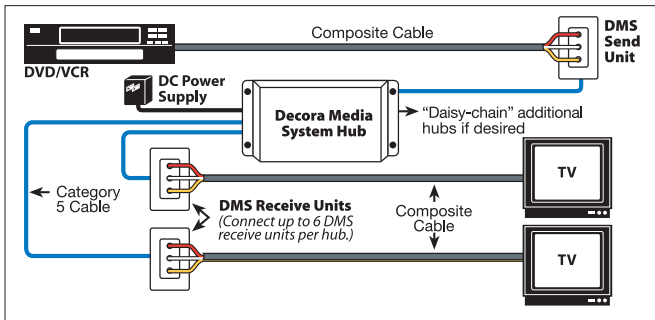 Composite Cable
DMS
Send
Unit
DVD/VCR
DC Power
Supply
Decora Media
System Hub
“Daisy-chain” additional
hubs if desired
TV
Category
5 Cable
DMS Receive Units
(Connect up to 6 DMS
receive units per hub.)
Composite
Cable
TV